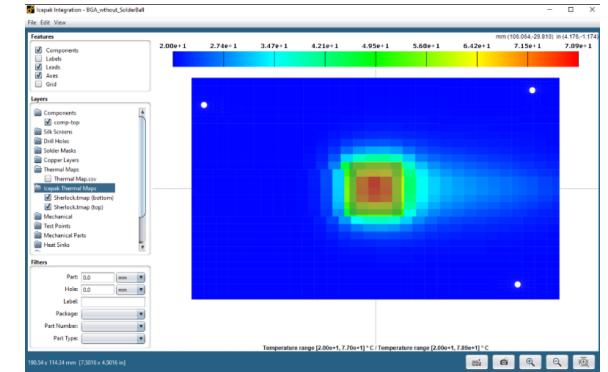 Icepak Integration - BGA_wthout_SolderBall
File Edit View
Features
Components
Labels
Leads
Axes
Grid
Layers
Components
comp-top
Silk Screens
Drill Holes
Solder Masks
Copper Layers
Thermal Maps
Thermal Map.csv
Icepak Thermal Maps
Sherlock.tmap (bottom)
Sherlock.tmap (top)
Mechanical
Test Points
Mechanical Parts
Heat Sinks
Filters
Part: 0.0 mm
Hole: 0.0 mm
Label:
Package:
Part Number:
Part Type:
190.54 x 114.34 mm [7.5016 x 4.5016 in]
mm (106.064,-29.810) in (4.176,-1.174)
2.00e+1 2.74e+1 3.47e+1 4.21e+1 4.95e+1 5.68e+1 6.42e+1 7.15e+1 7.89e+1
Temperature range [2.00e+1, 7.70e+1] ° C / Temperature range [2.00e+1, 7.89e+1] ° C